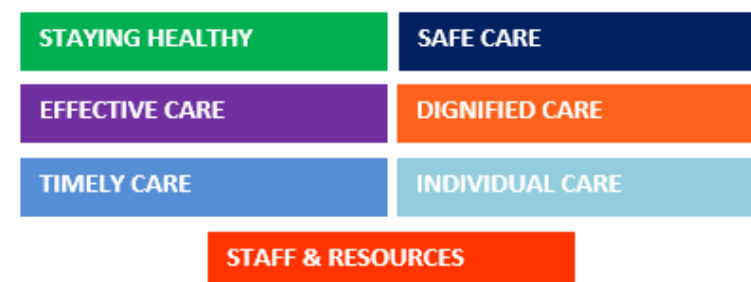 STAYING HEALTHY
SAFE CARE
EFFECTIVE CARE
DIGNIFIED CARE
TIMELY CARE
INDIVIDUAL CARE
STAFF & RESOURCES